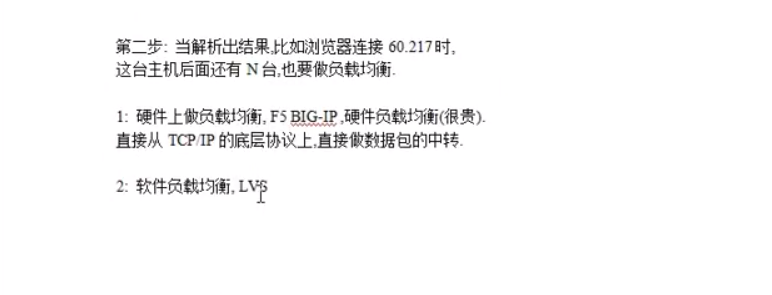 第二步: 当解析出结果,比如浏览器连接 60.217时,
这台主机后面还有 N 台,也要做负载均衡.
1: 硬件上做负载均衡, F5 BIG-IP ,硬件负载均衡(很贵).
直接从 TCP/IP 的底层协议上,直接做数据包的中转.
2: 软件负载均衡, LVS